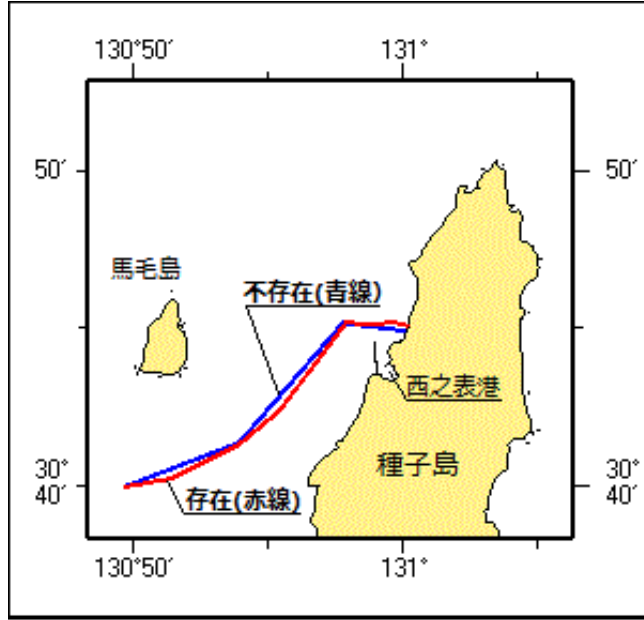 130°50′ 131°
50′ 50′
馬毛島
不存在(青線)
西之表港
種子島
30°
40′
30°
40′
存在(赤線)
130°50′ 131°